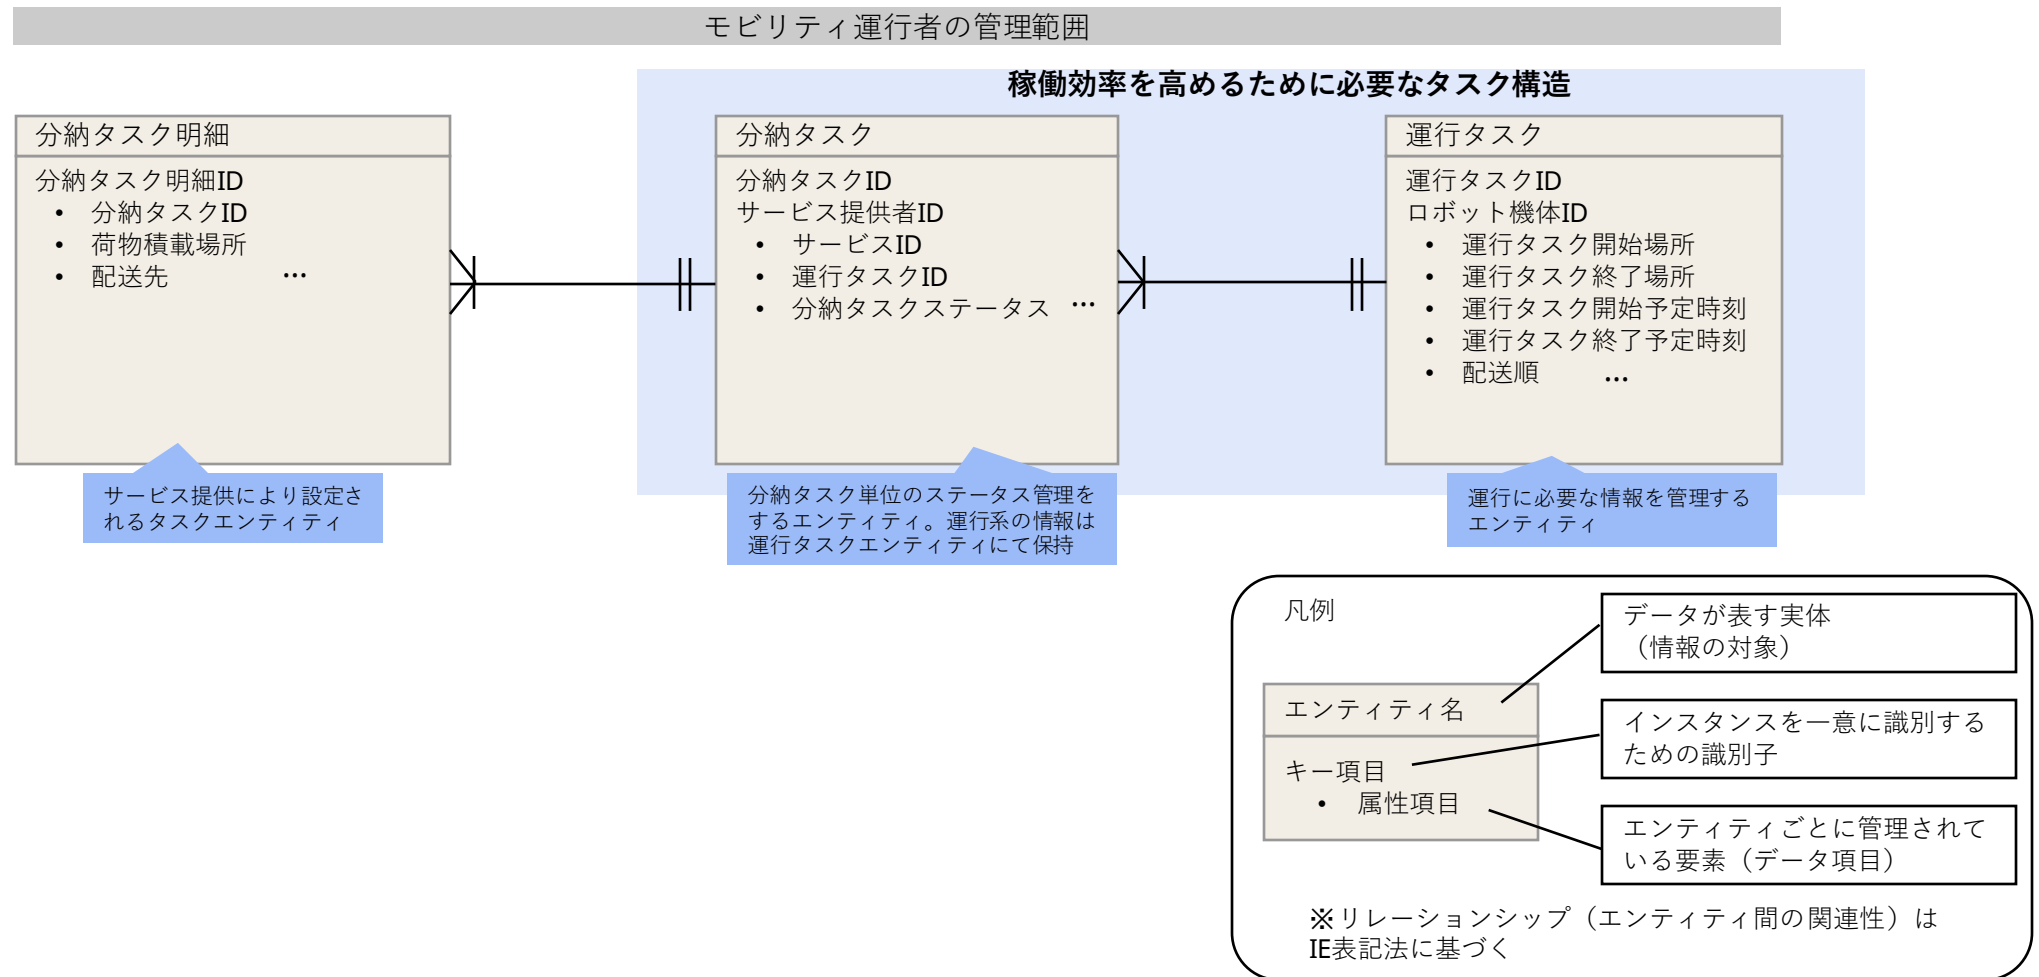 モビリティ運行者の管理範囲
稼働効率を高めるために必要なタスク構造
分納タスク明細
分納タスク明細ID
• 分納タスクID
• 荷物積載場所
• 配送先 …
サービス提供により設定さ
れるタスクエンティティ
分納タスク
分納タスクID
サービス提供者ID
• サービスID
• 運行タスクID
• 分納タスクステータス …
分納タスク単位のステータス管理を
するエンティティ。運行系の情報は
運行タスクエンティティにて保持
運行タスク
運行タスクID
ロボット機体ID
• 運行タスク開始場所
• 運行タスク終了場所
• 運行タスク開始予定時刻
• 運行タスク終了予定時刻
• 配送順 …
運行に必要な情報を管理する
エンティティ
凡例
エンティティ名
キー項目
• 属性項目
データが表す実体
（情報の対象）
インスタンスを一意に識別する
ための識別子
エンティティごとに管理されて
いる要素（データ項目）
※リレーションシップ（エンティティ間の関連性）は
IE表記法に基づく